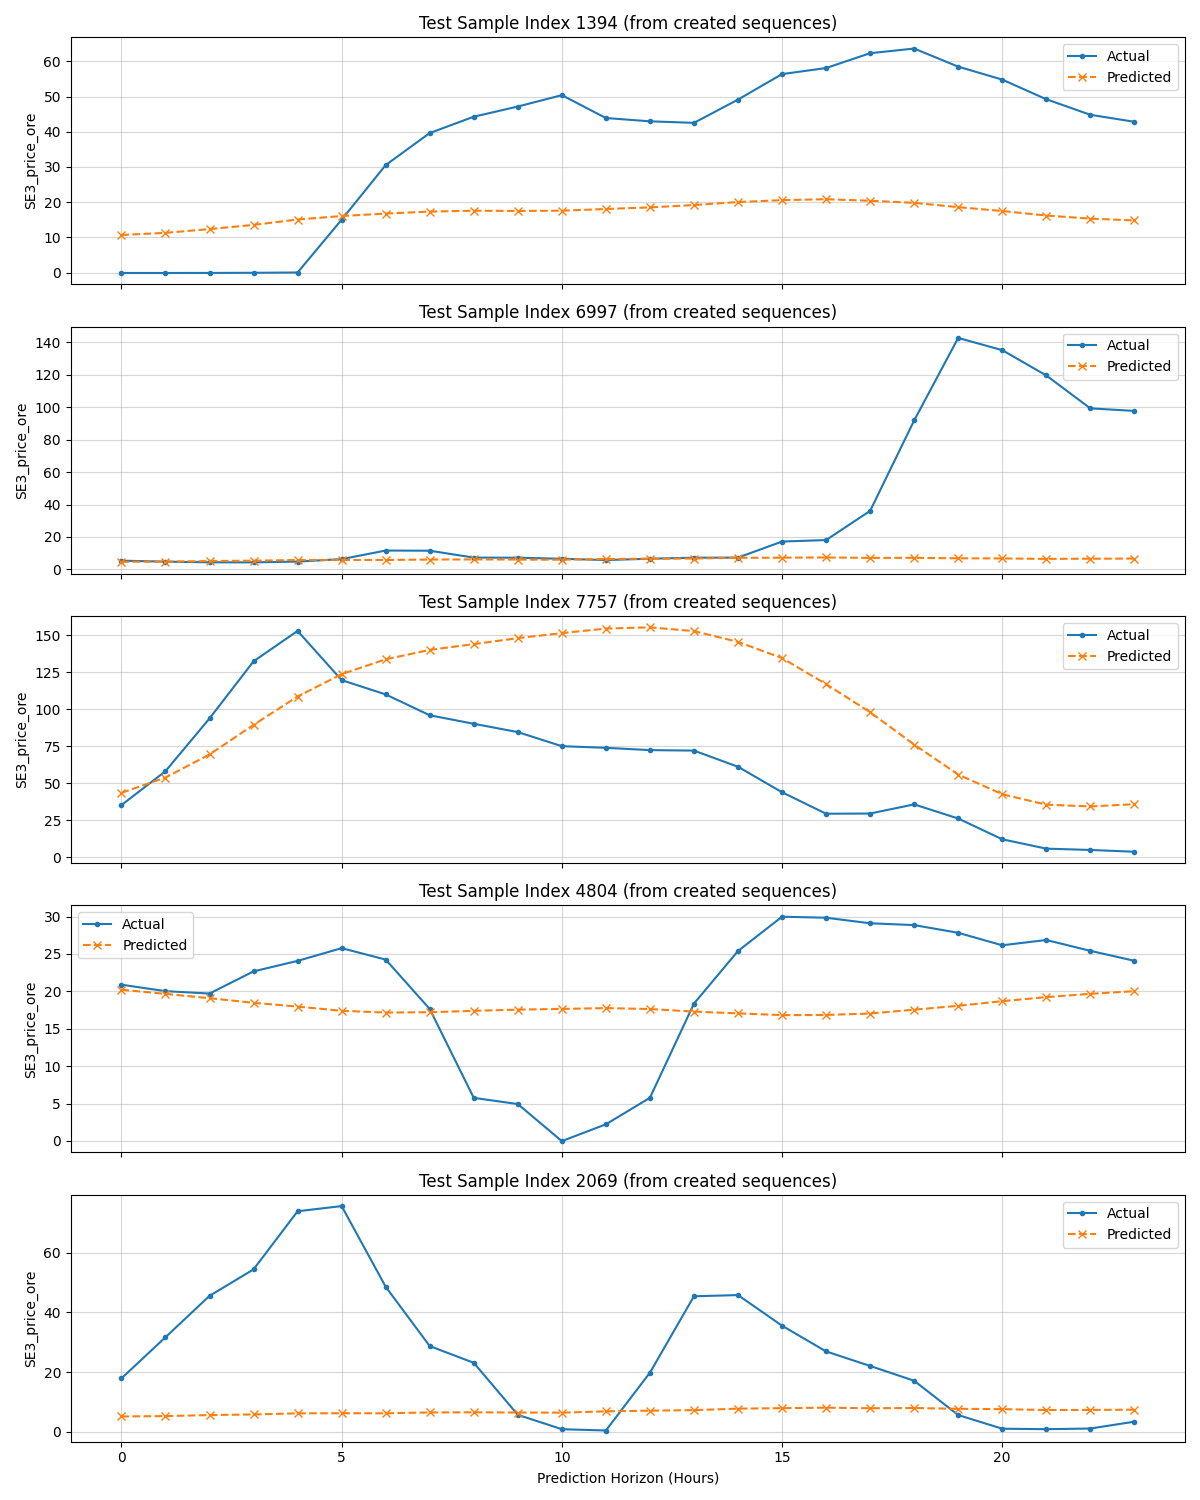 Test Sample Index 1394 (from created sequences)
SE3_price_ore
60
50
40
30
20
10
0
Actual
Predicted
Test Sample Index 6997 (from created sequences)
SE3_price_ore
140
120
100
80
60
40
20
0
Actual
Predicted
Test Sample Index 7757 (from created sequences)
SE3_price_ore
150
125
100
75
50
25
0
Actual
Predicted
Test Sample Index 4804 (from created sequences)
SE3_price_ore
30
25
20
15
10
5
0
Actual
Predicted
Test Sample Index 2069 (from created sequences)
SE3_price_ore
60
40
20
0
Actual
Predicted
0 5 10 15 20
Prediction Horizon (Hours)